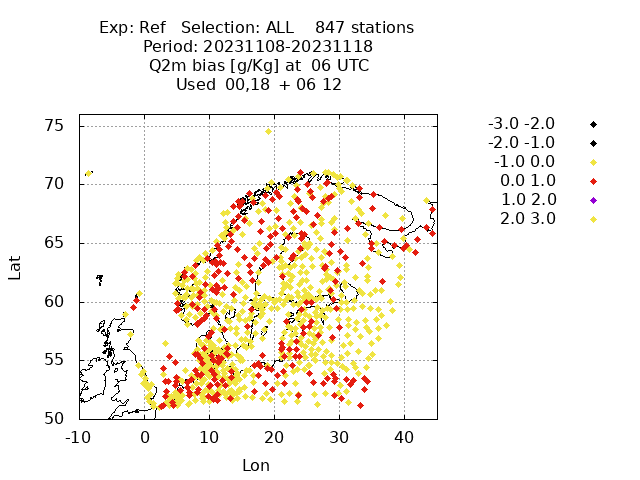 Exp: Ref   Selection: ALL    847 stations
Period: 20231108-20231118
Q2m bias [g/Kg] at  06 UTC
Used  00,18  + 06 12
-3.0 -2.0
-2.0 -1.0
-1.0  0.0
0.0  1.0
1.0  2.0
2.0  3.0
75
70
65
60
55
50
Lat
-10 0 10 20 30 40
Lon